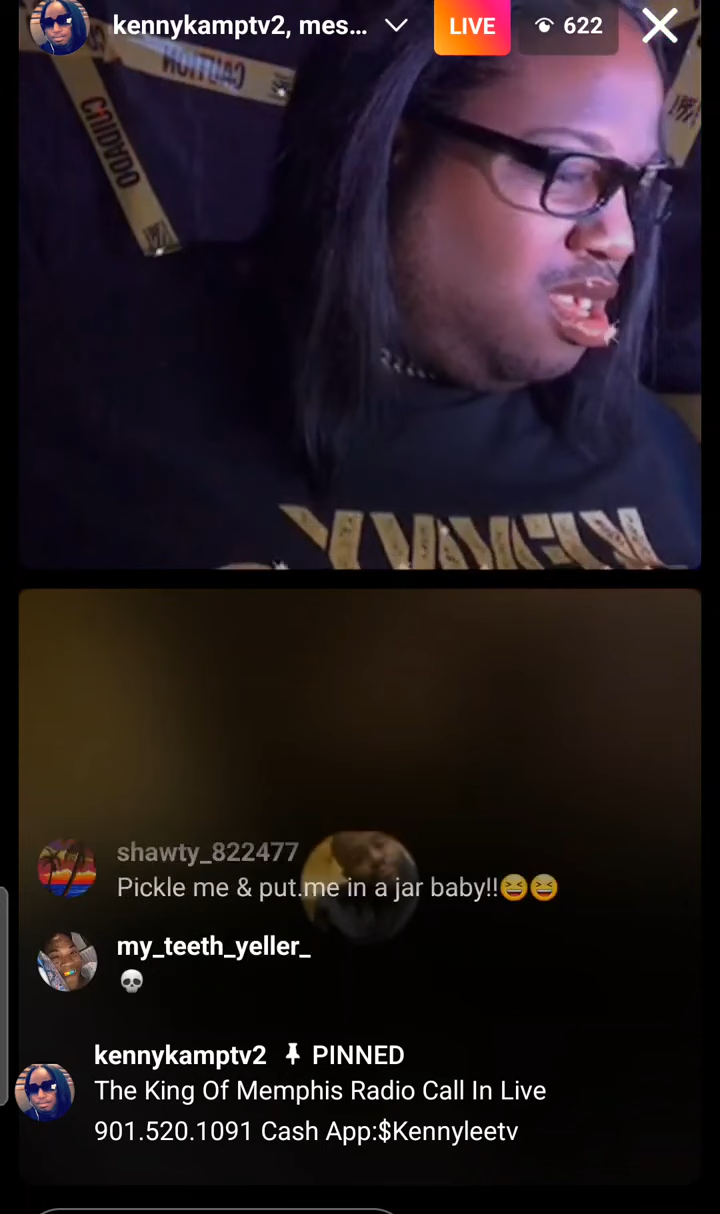 kennykamptv2, mes...
LIVE
622
CAUTION
CUIDADO
shawty_822477
Pickle me & put.me in a jar baby!!😆😆
my_teeth_yeller_
💀
kennykamptv2 📌 PINNED
The King Of Memphis Radio Call In Live
901.520.1091 Cash App:$Kennyleetv